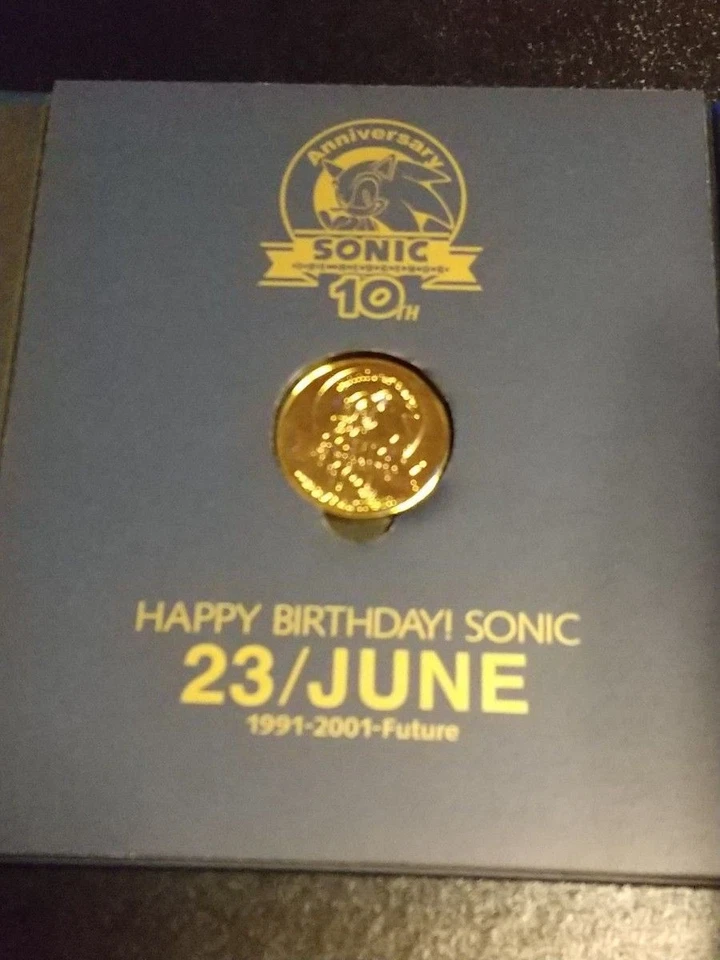 Anniversary
SONIC
10TH
HAPPY BIRTHDAY! SONIC
23/JUNE
1991-2001-Future